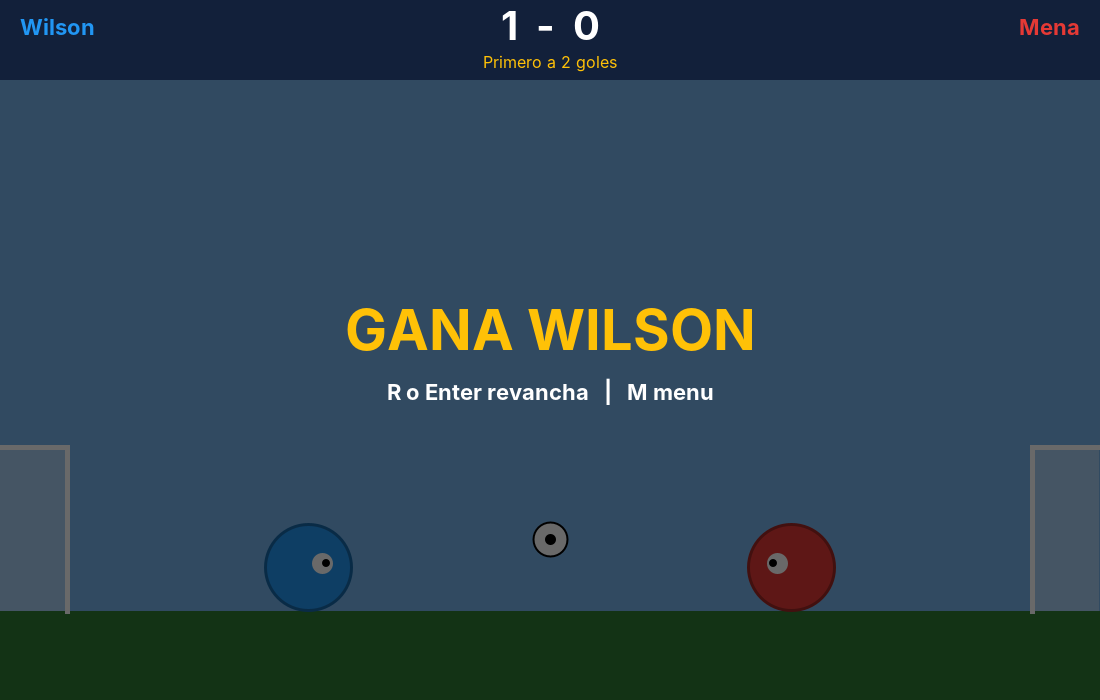 Wilson 1 - 0 Mena
Primero a 2 goles
GANA WILSON
R o Enter revancha | M menu